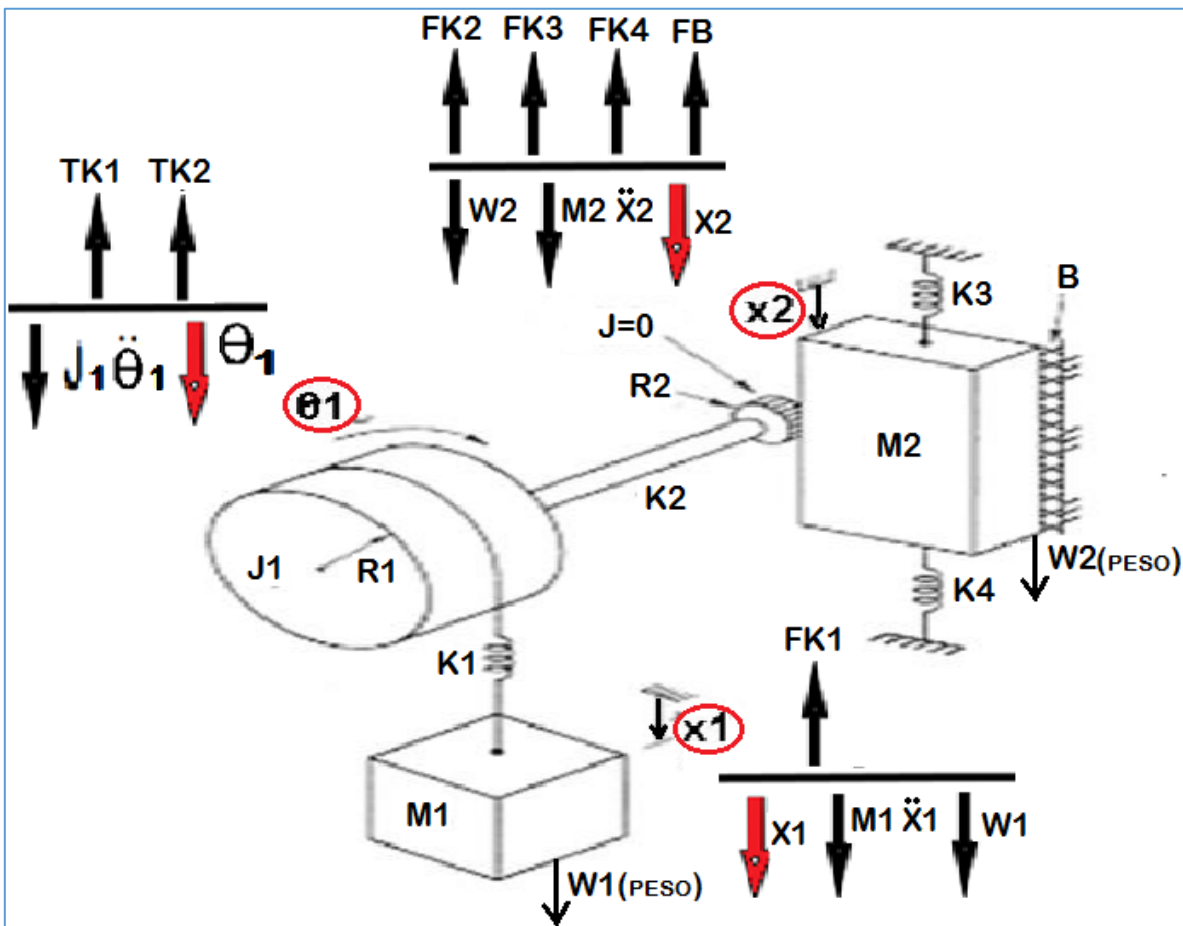 FK2 FK3 FK4 FB
W2 M2 Ẍ2 X2
TK1 TK2
J1 θ̈1 θ1
x2
K3
B
J=0
R2
M2
θ1
K2
W2(PESO)
K4
J1 R1
K1
FK1
x1
M1
X1 M1 Ẍ1 W1
W1(PESO)